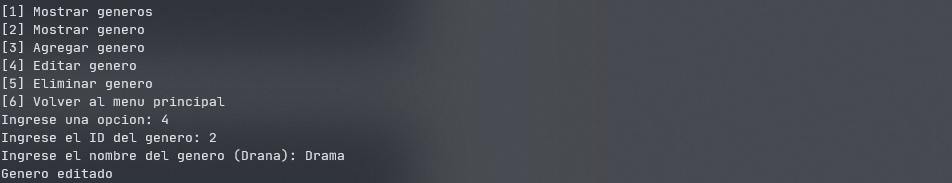 [1] Mostrar generos
[2] Mostrar genero
[3] Agregar genero
[4] Editar genero
[5] Eliminar genero
[6] Volver al menu principal
Ingrese una opcion: 4
Ingrese el ID del genero: 2
Ingrese el nombre del genero (Drana): Drama
Genero editado